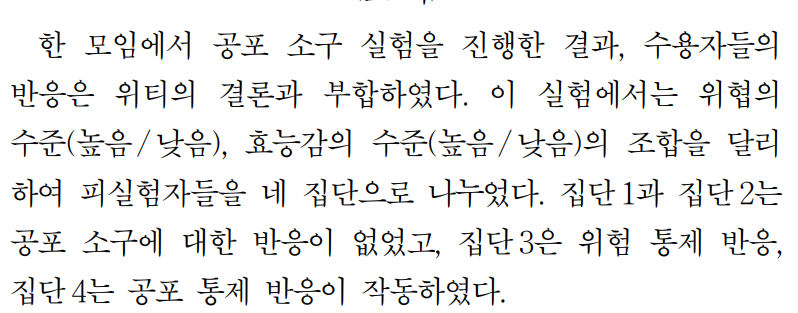 한 모임에서 공포 소구 실험을 진행한 결과, 수용자들의
반응은 위티의 결론과 부합하였다. 이 실험에서는 위협의
수준(높음/낮음), 효능감의 수준(높음/낮음)의 조합을 달리
하여 피실험자들을 네 집단으로 나누었다. 집단 1과 집단 2는
공포 소구에 대한 반응이 없었고, 집단 3은 위험 통제 반응,
집단 4는 공포 통제 반응이 작동하였다.